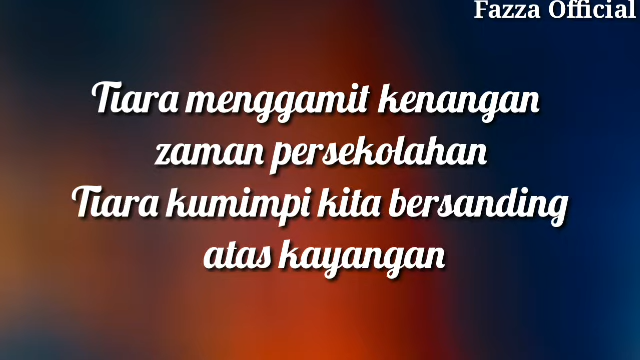 Fazza Official
Tiara menggamit kenangan
zaman persekolahan
Tiara kumimpi kita bersanding
atas kayangan